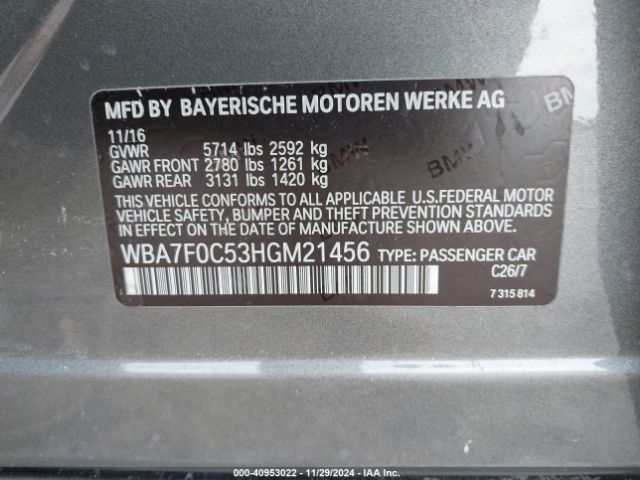 MFD BY BAYERISCHE MOTOREN WERKE AG
11/16
GVWR 5714 lbs 2592 kg
GAWR FRONT 2780 lbs 1261 kg
GAWR REAR 3131 lbs 1420 kg
THIS VEHICLE CONFORMS TO ALL APPLICABLE U.S.FEDERAL MOTOR
VEHICLE SAFETY, BUMPER AND THEFT PREVENTION STANDARDS
IN EFFECT ON THE DATE OF MANUFACTURE SHOWN ABOVE.
WBA7F0C53HGM21456 TYPE: PASSENGER CAR
C26/7
7 315 814
BMW
BMW
BMW
© - 40953022 - 11/29/2024 - IAA Inc.